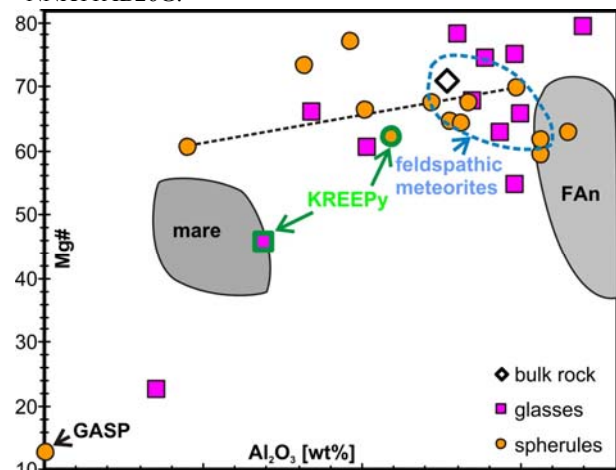 80
70
60
50
40
30
20
10
Mg#
feldspathic
meteorites
FAn
KREEPy
mare
bulk rock
glasses
spherules
GASP
Al₂O₃ [wt%]